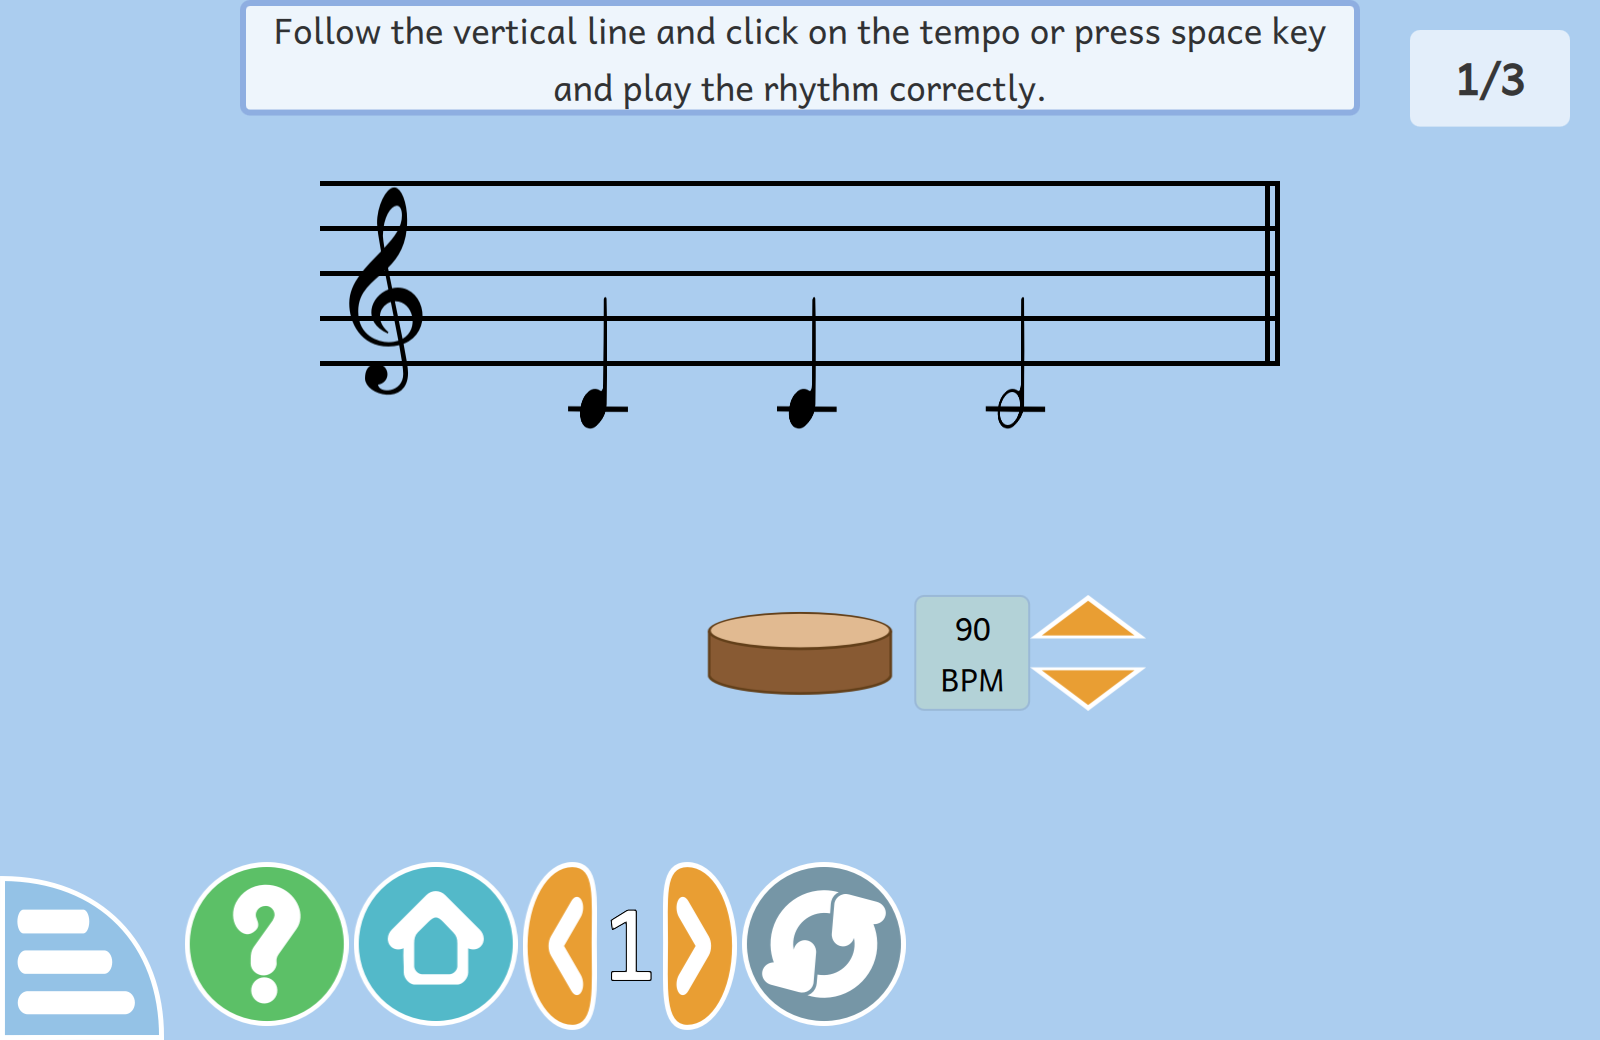 Follow the vertical line and click on the tempo or press space key
and play the rhythm correctly.
1/3
90
BPM
1